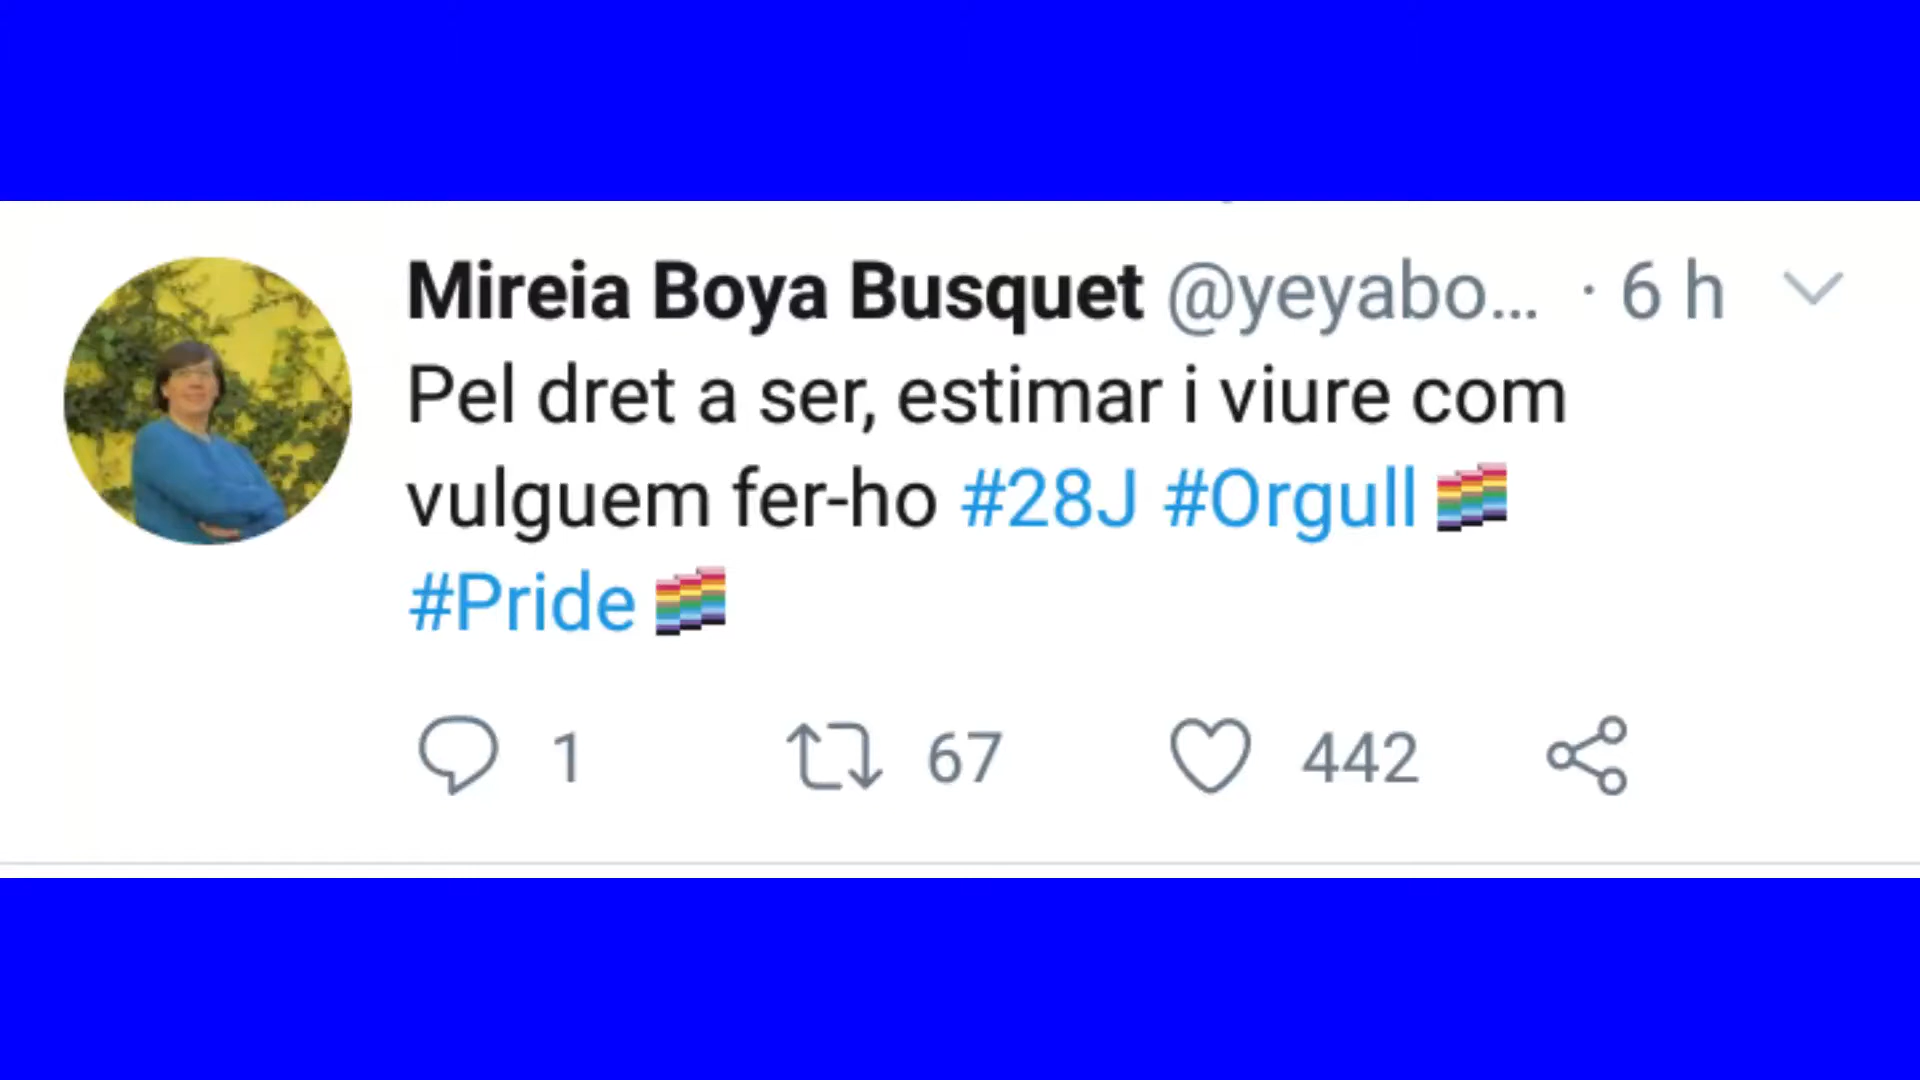 Mireia Boya Busquet @yeyabo... · 6 h
Pel dret a ser, estimar i viure com
vulguem fer-ho #28J #Orgull
#Pride
1 67 442